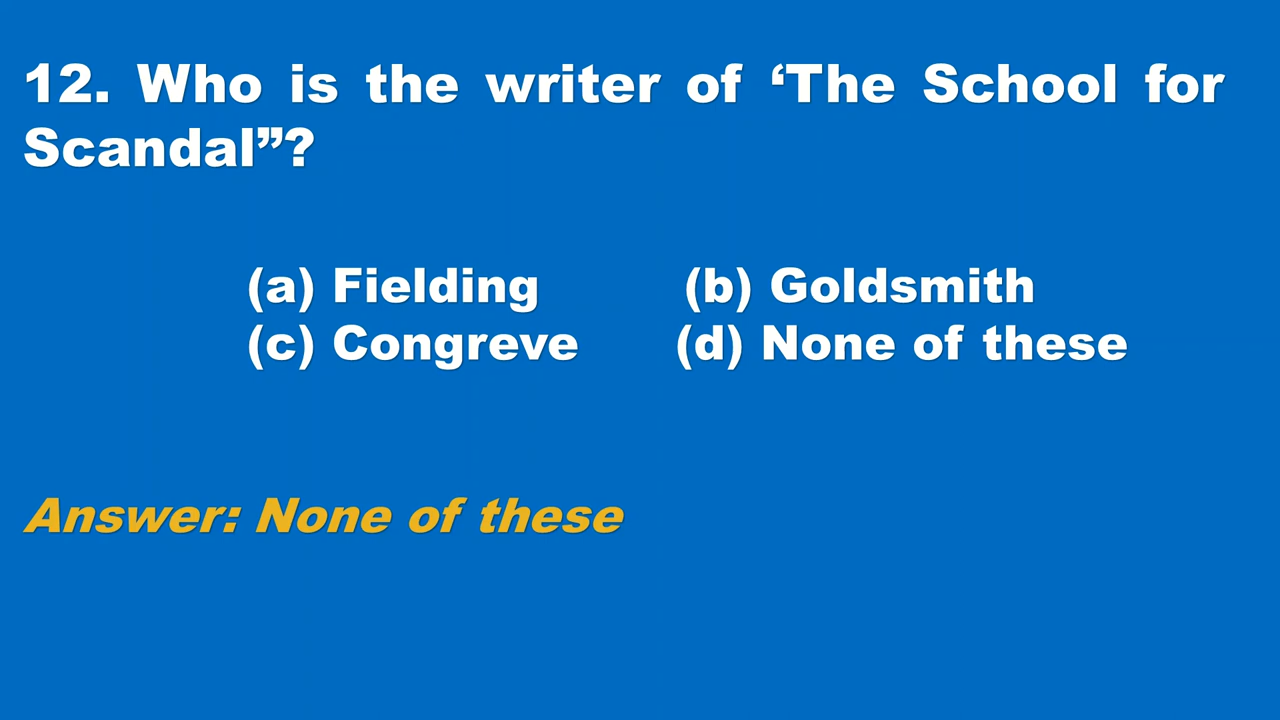 12. Who is the writer of ‘The School for
Scandal”?
(a) Fielding (b) Goldsmith
(c) Congreve (d) None of these
Answer: None of these